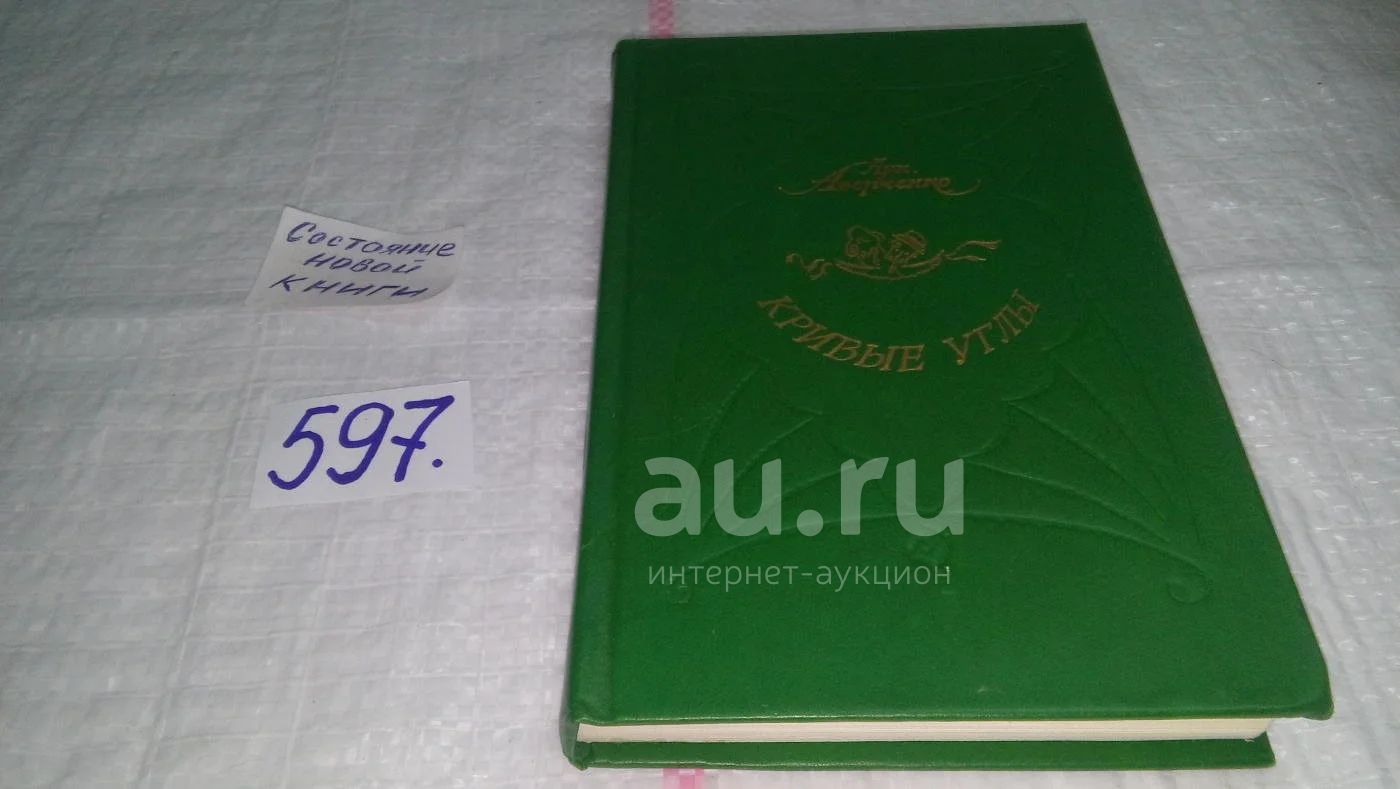 Состояние
новой
книги
597.
Арк.
Аверченко
КРИВЫЕ УГЛЫ
au.ru
интернет-аукцион